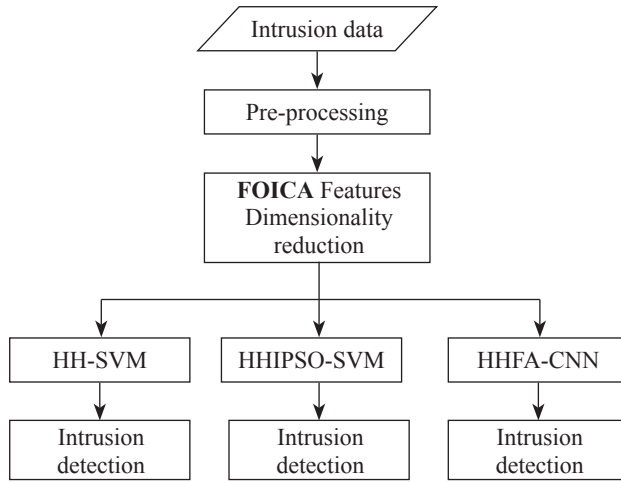 Intrusion data
Pre-processing
FOICA Features
Dimensionality
reduction
HH-SVM
HHIPSO-SVM
HHFA-CNN
Intrusion
detection
Intrusion
detection
Intrusion
detection